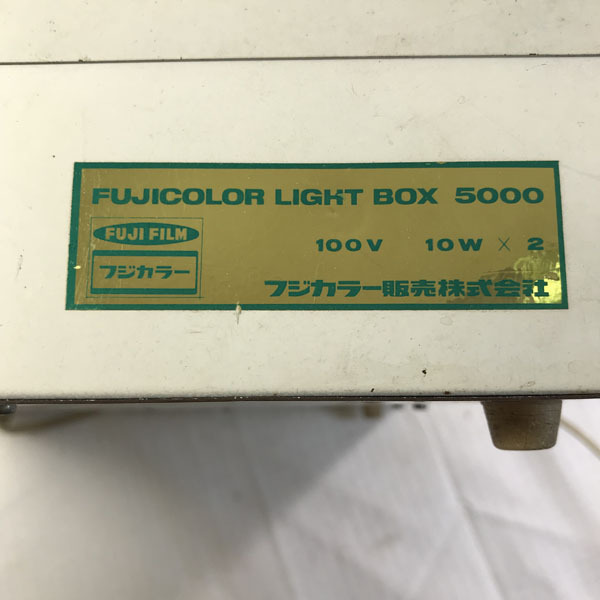 FUJICOLOR LIGHT BOX 5000
FUJI FILM
フジカラー
100V 10W × 2
フジカラー販売株式会社